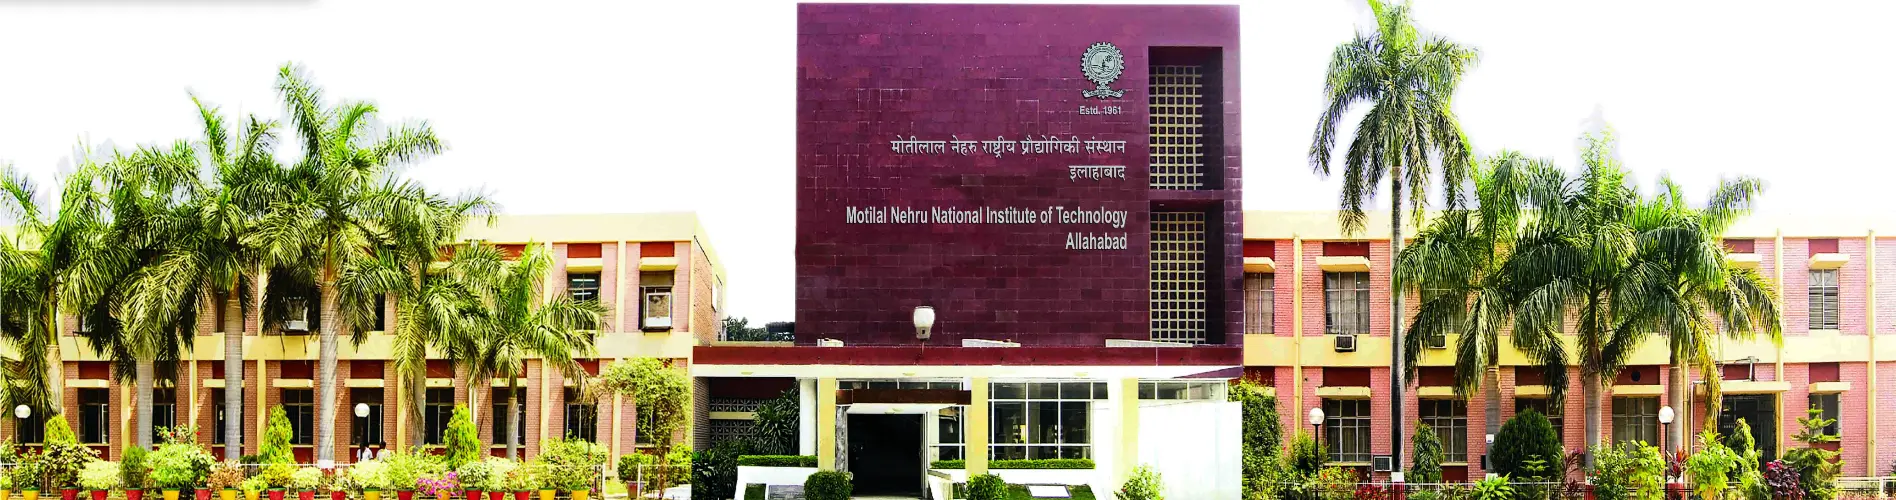 Estd. 1961
मोतीलाल नेहरु राष्ट्रीय प्रौद्योगिकी संस्थान
इलाहाबाद
Motilal Nehru National Institute of Technology
Allahabad